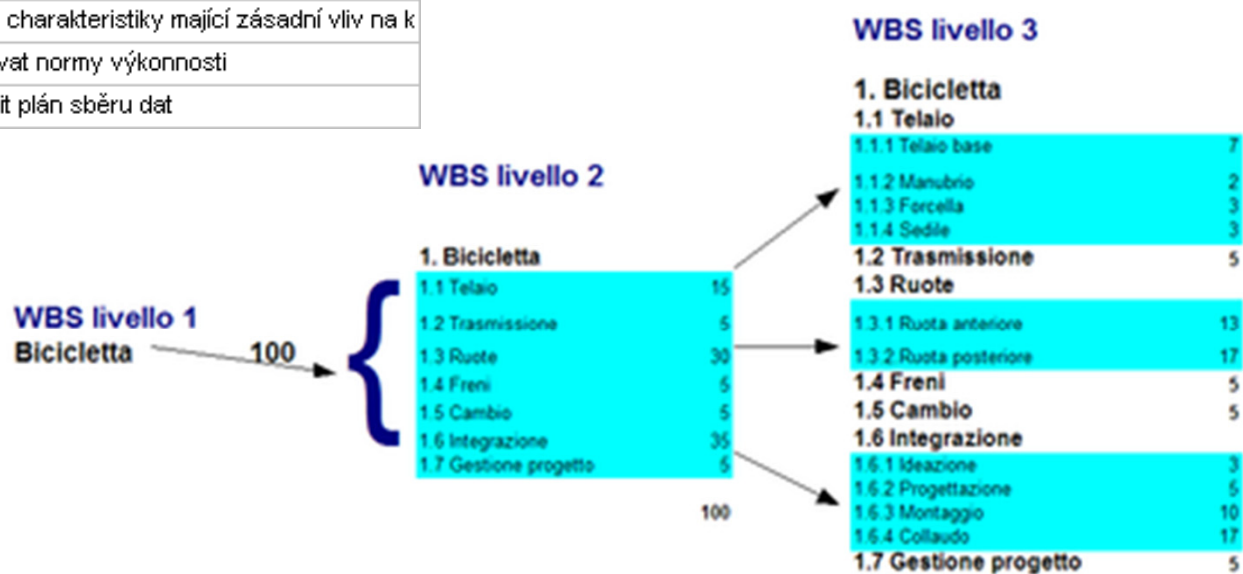 charakteristiky mající zásadní vliv na k
vat normy výkonnosti
it plán sběru dat
WBS livello 1
Bicicletta 100
WBS livello 2
1. Bicicletta
1.1 Telaio 15
1.2 Trasmissione 5
1.3 Ruote 30
1.4 Freni 5
1.5 Cambio 5
1.6 Integrazione 35
1.7 Gestione progetto 5
100
WBS livello 3
1. Bicicletta
1.1 Telaio
1.1.1 Telaio base 7
1.1.2 Manubrio 2
1.1.3 Forcella 3
1.1.4 Sedile 3
1.2 Trasmissione 5
1.3 Ruote
1.3.1 Ruota anteriore 13
1.3.2 Ruota posteriore 17
1.4 Freni 5
1.5 Cambio 5
1.6 Integrazione
1.6.1 Ideazione 3
1.6.2 Progettazione 5
1.6.3 Montaggio 10
1.6.4 Collaudo 17
1.7 Gestione progetto 5